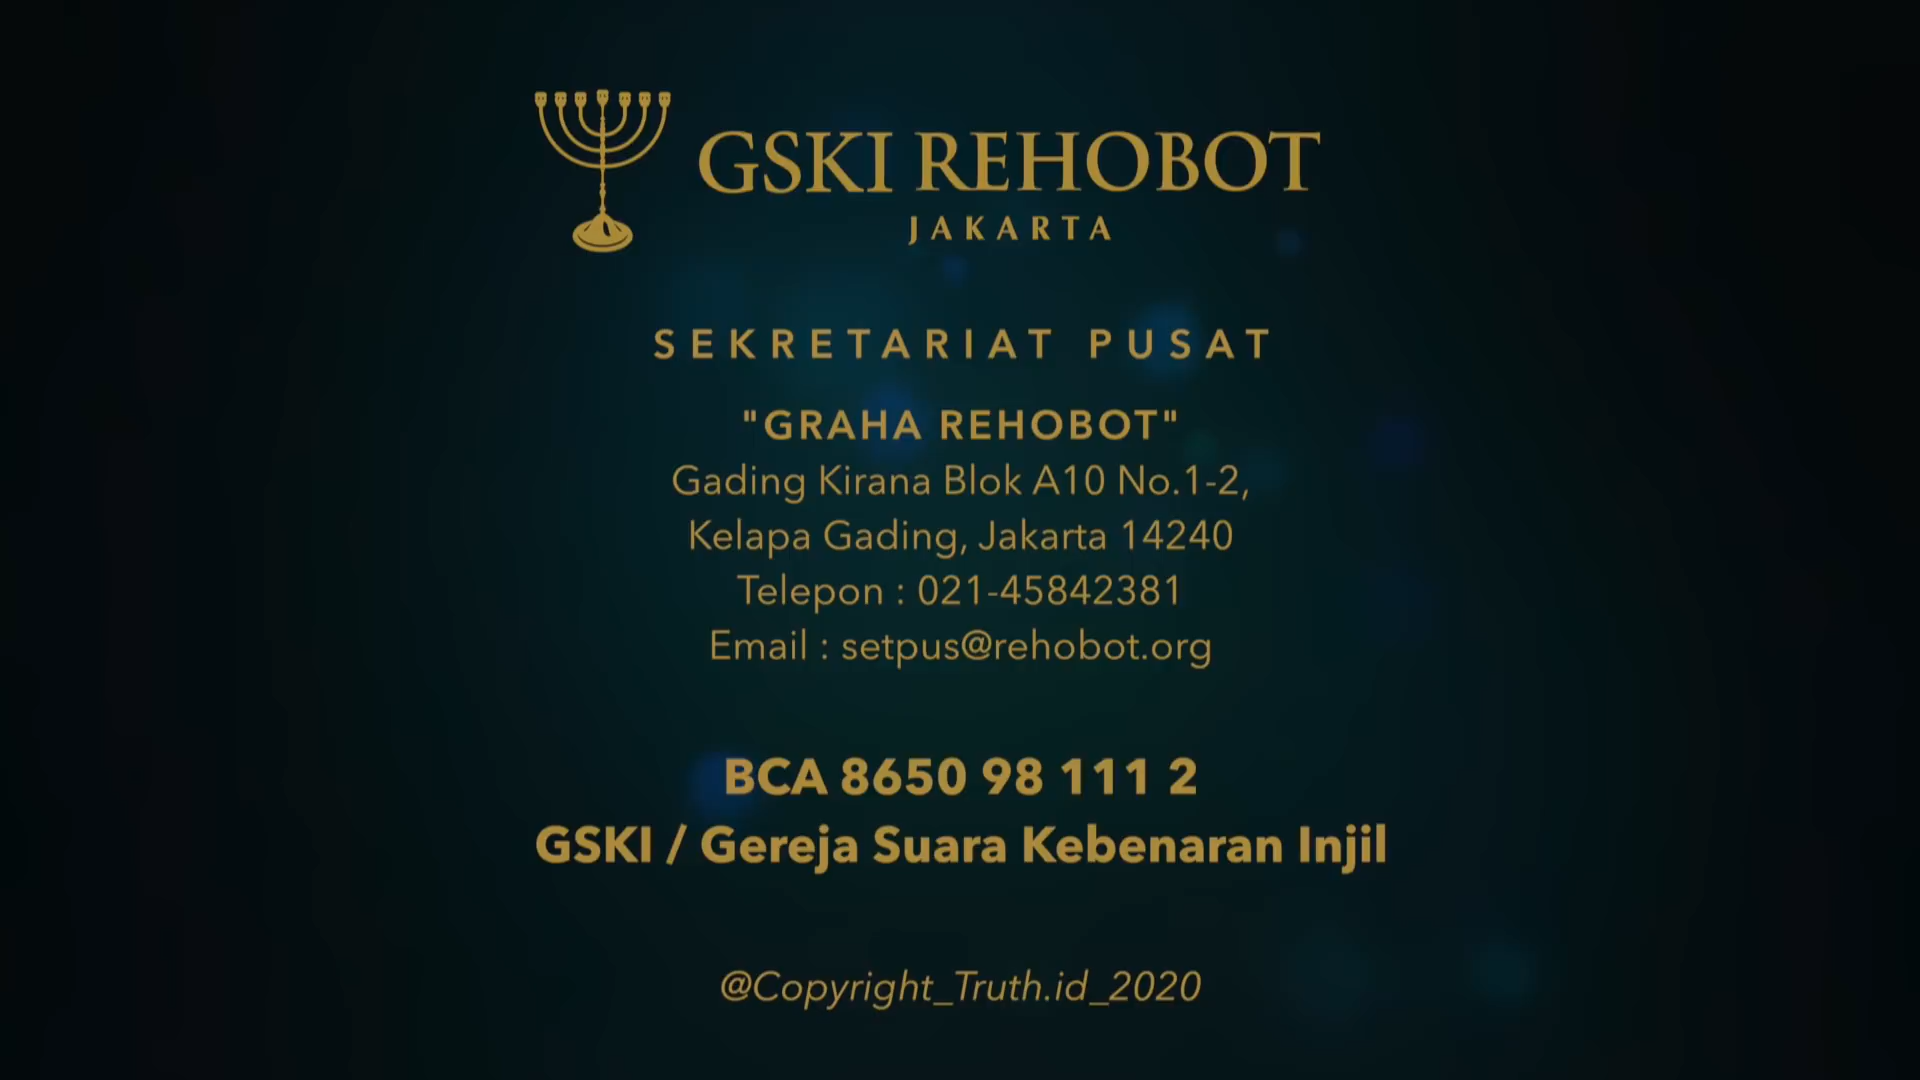 GSKI REHOBOT
JAKARTA
SEKRETARIAT PUSAT
"GRAHA REHOBOT"
Gading Kirana Blok A10 No.1-2,
Kelapa Gading, Jakarta 14240
Telepon : 021-45842381
Email : setpus@rehobot.org
BCA 8650 98 111 2
GSKI / Gereja Suara Kebenaran Injil
@Copyright_Truth.id_2020